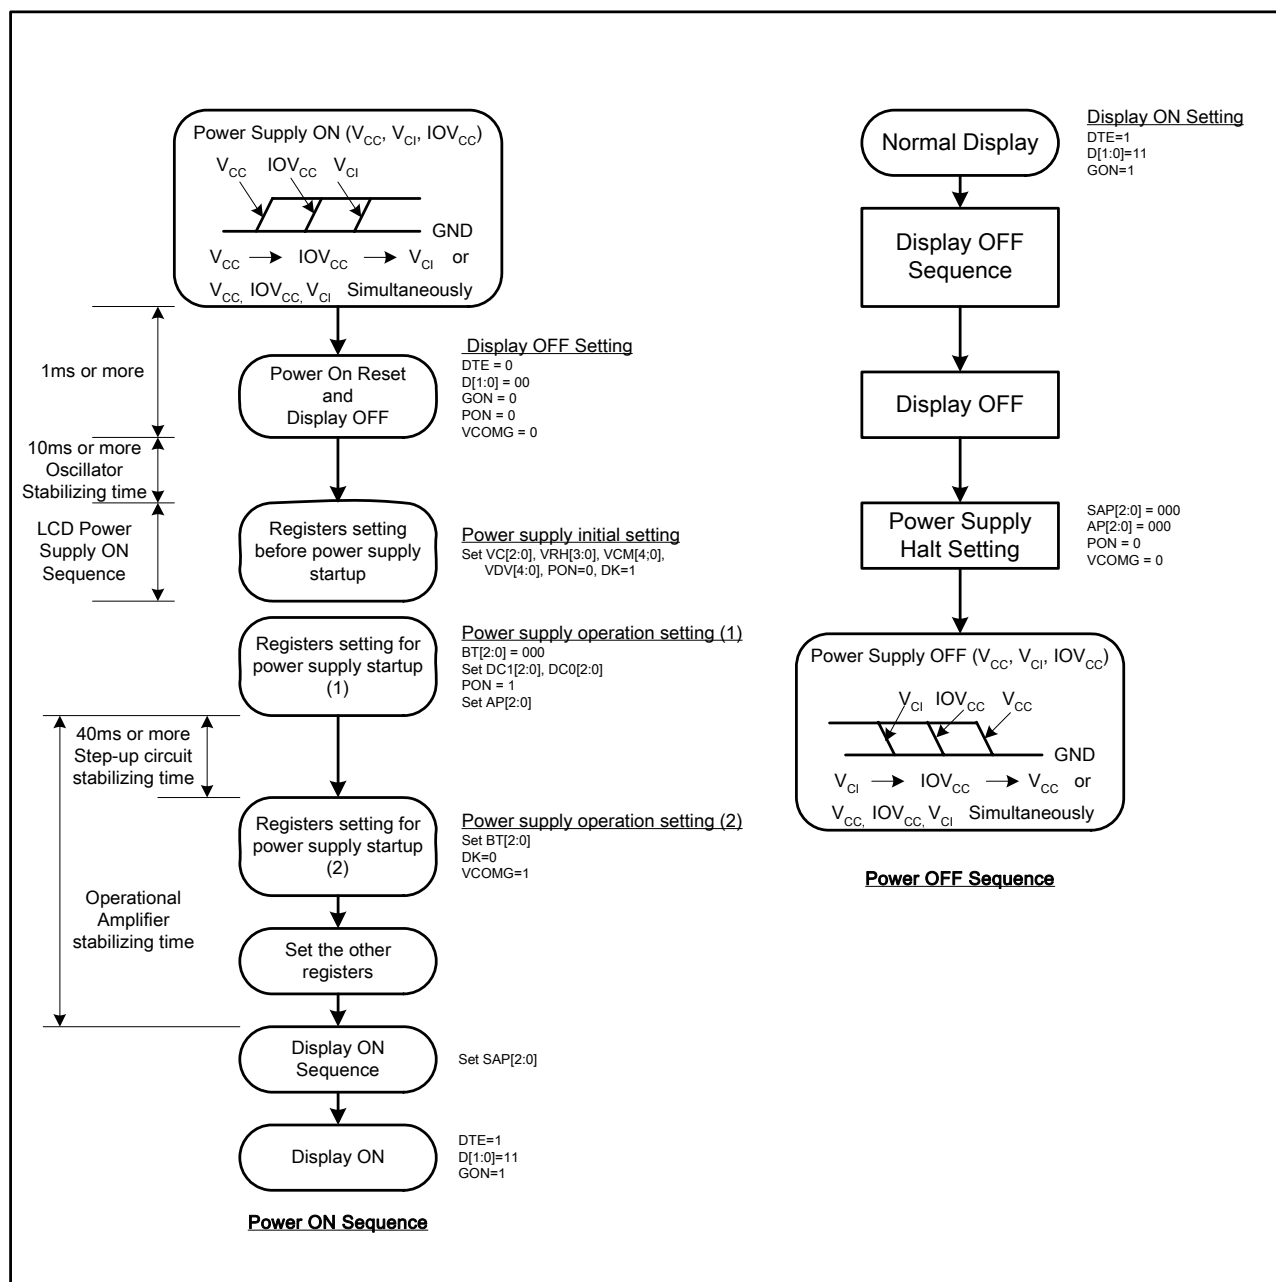 Power Supply ON (VCC, VCI, IOVCC)
VCC IOVCC VCI
GND
VCC IOVCC VCI or
VCC, IOVCC, VCI Simultaneously
1ms or more
Power On Reset
and
Display OFF
Display OFF Setting
DTE = 0
D[1:0] = 00
GON = 0
PON = 0
VCOMG = 0
10ms or more
Oscillator
Stabilizing time
LCD Power
Supply ON
Sequence
Registers setting
before power supply
startup
Power supply initial setting
Set VC[2:0], VRH[3:0], VCM[4;0],
VDV[4:0], PON=0, DK=1
Registers setting for
power supply startup
(1)
Power supply operation setting (1)
BT[2:0] = 000
Set DC1[2:0], DC0[2:0]
PON = 1
Set AP[2:0]
40ms or more
Step-up circuit
stabilizing time
Registers setting for
power supply startup
(2)
Power supply operation setting (2)
Set BT[2:0]
DK=0
VCOMG=1
Operational
Amplifier
stabilizing time
Set the other
registers
Display ON
Sequence
Set SAP[2:0]
Display ON
DTE=1
D[1:0]=11
GON=1
Power ON Sequence
Normal Display
Display ON Setting
DTE=1
D[1:0]=11
GON=1
Display OFF
Sequence
Display OFF
Power Supply
Halt Setting
SAP[2:0] = 000
AP[2:0] = 000
PON = 0
VCOMG = 0
Power Supply OFF (VCC, VCI, IOVCC)
VCI IOVCC VCC
GND
VCI IOVCC VCC or
VCC, IOVCC, VCI Simultaneously
Power OFF Sequence